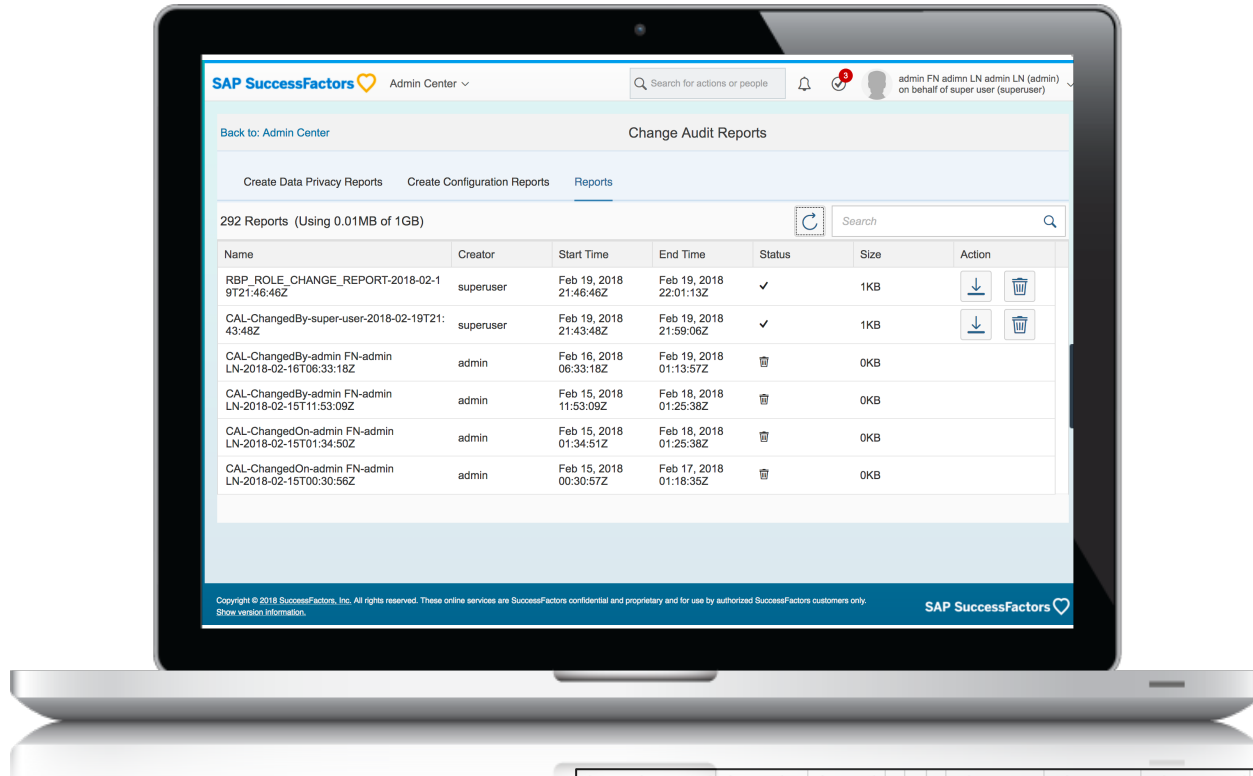 SAP SuccessFactors
Admin Center
Search for actions or people
3
admin FN adimn LN admin LN (admin)
on behalf of super user (superuser)
Back to: Admin Center
Change Audit Reports
Create Data Privacy Reports
Create Configuration Reports
Reports
292 Reports (Using 0.01MB of 1GB)
Search
Name Creator Start Time End Time Status Size Action
RBP_ROLE_CHANGE_REPORT-2018-02-1
9T21:46:46Z
superuser
Feb 19, 2018
21:46:46Z
Feb 19, 2018
22:01:13Z
1KB
CAL-ChangedBy-super-user-2018-02-19T21:
43:48Z
superuser
Feb 19, 2018
21:43:48Z
Feb 19, 2018
21:59:06Z
1KB
CAL-ChangedBy-admin FN-admin
LN-2018-02-16T06:33:18Z
admin
Feb 16, 2018
06:33:18Z
Feb 19, 2018
01:13:57Z
0KB
CAL-ChangedBy-admin FN-admin
LN-2018-02-15T11:53:09Z
admin
Feb 15, 2018
11:53:09Z
Feb 18, 2018
01:25:38Z
0KB
CAL-ChangedOn-admin FN-admin
LN-2018-02-15T01:34:50Z
admin
Feb 15, 2018
01:34:51Z
Feb 18, 2018
01:25:38Z
0KB
CAL-ChangedOn-admin FN-admin
LN-2018-02-15T00:30:56Z
admin
Feb 15, 2018
00:30:57Z
Feb 17, 2018
01:18:35Z
0KB
Copyright © 2018 SuccessFactors, Inc. All rights reserved. These online services are SuccessFactors confidential and proprietary and for use by authorized SuccessFactors customers only.
Show version information.
SAP SuccessFactors